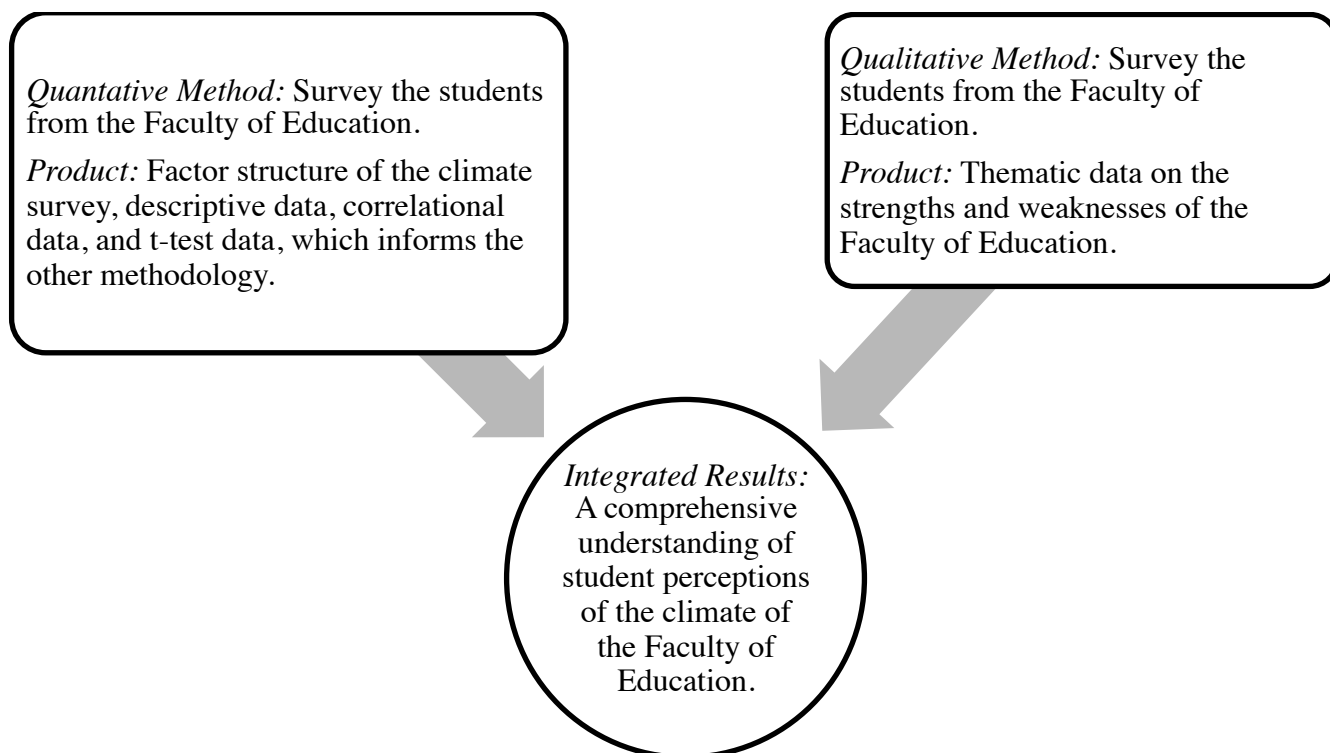 Quantative Method: Survey the students
from the Faculty of Education.
Product: Factor structure of the climate
survey, descriptive data, correlational
data, and t-test data, which informs the
other methodology.
Qualitative Method: Survey the
students from the Faculty of
Education.
Product: Thematic data on the
strengths and weaknesses of the
Faculty of Education.
Integrated Results:
A comprehensive
understanding of
student perceptions
of the climate of
the Faculty of
Education.